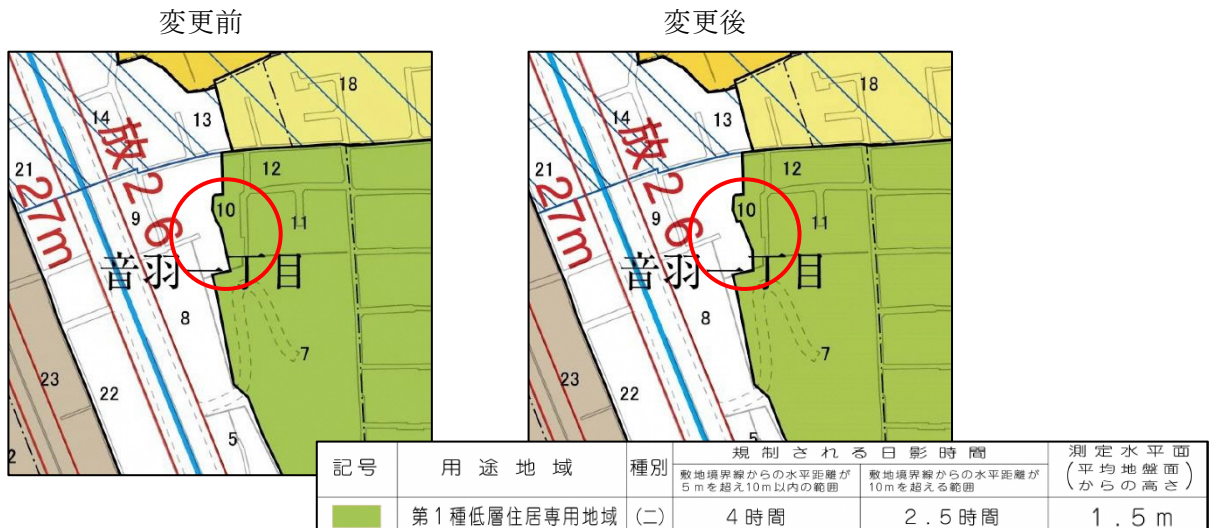 変更前
変更後
18
14
13
放26
27m
21
12
10
9
11
音羽一丁目
8
7
23
22
5
2
18
14
13
放26
27m
21
12
10
9
11
音羽一丁目
8
7
23
22
5
記号 用途地域 種別 規制される日影時間 測定水平面(平均地盤面からの高さ)
敷地境界線からの水平距離が5mを超え10m以内の範囲 敷地境界線からの水平距離が10mを超える範囲
第1種低層住居専用地域 (二) 4時間 2.5時間 1.5m